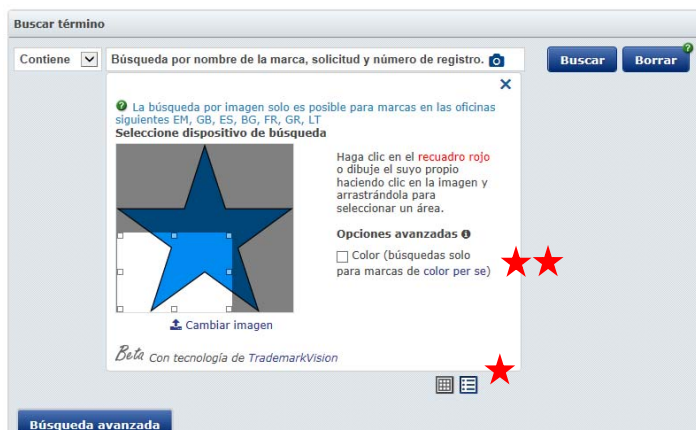 Buscar término
Contiene Búsqueda por nombre de la marca, solicitud y número de registro. Buscar Borrar
La búsqueda por imagen solo es posible para marcas en las oficinas
siguientes EM, GB, ES, BG, FR, GR, LT
Seleccione dispositivo de búsqueda
Haga clic en el recuadro rojo
o dibuje el suyo propio
haciendo clic en la imagen y
arrastrándola para
seleccionar un área.
Opciones avanzadas
Color (búsquedas solo
para marcas de color per se)
Cambiar imagen
Beta Con tecnología de TrademarkVision
Búsqueda avanzada